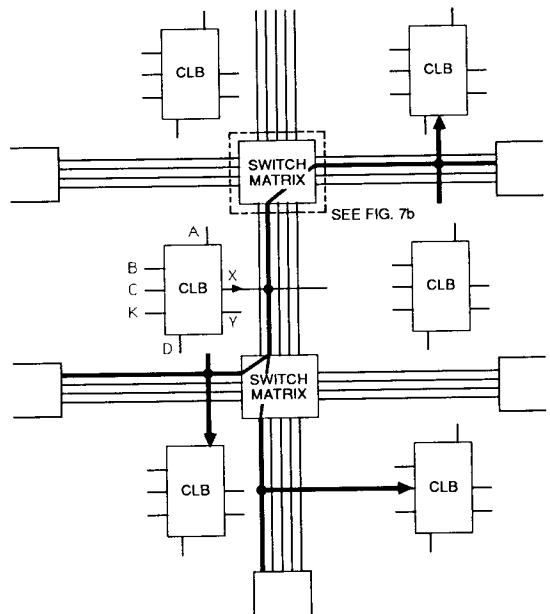 CLB
CLB
SWITCH
MATRIX
SEE FIG. 7b
A
B
X
C
CLB
K
Y
D
CLB
SWITCH
MATRIX
CLB
CLB